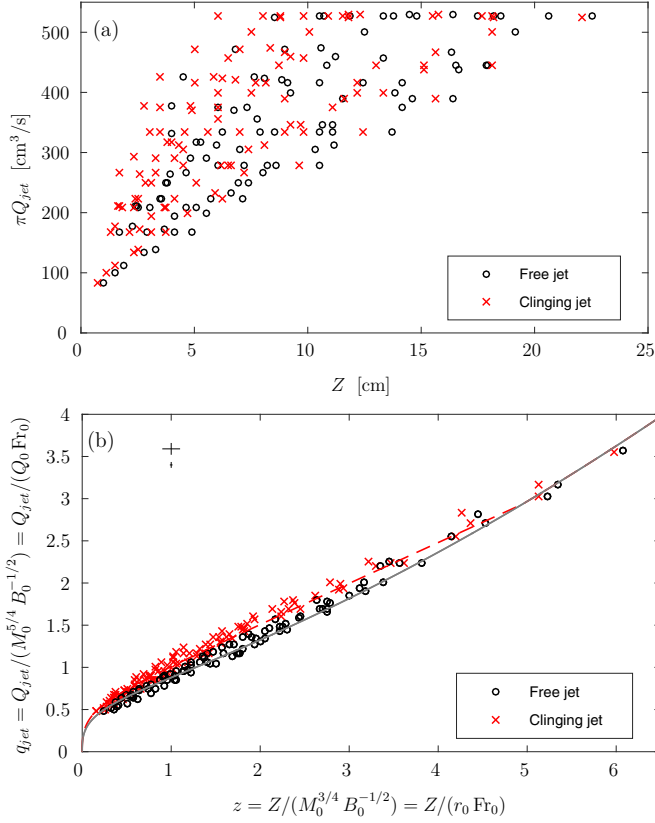 (a)
500
400
300
200
100
0
πQ_jet [cm³/s]
0 5 10 15 20 25
Z [cm]
Free jet
Clinging jet
(b)
4
3.5
3
2.5
2
1.5
1
0.5
0
q_jet = Q_jet/(M_0^{5/4} B_0^{-1/2}) = Q_jet/(Q_0 Fr_0)
0 1 2 3 4 5 6
z = Z/(M_0^{3/4} B_0^{-1/2}) = Z/(r_0 Fr_0)
Free jet
Clinging jet